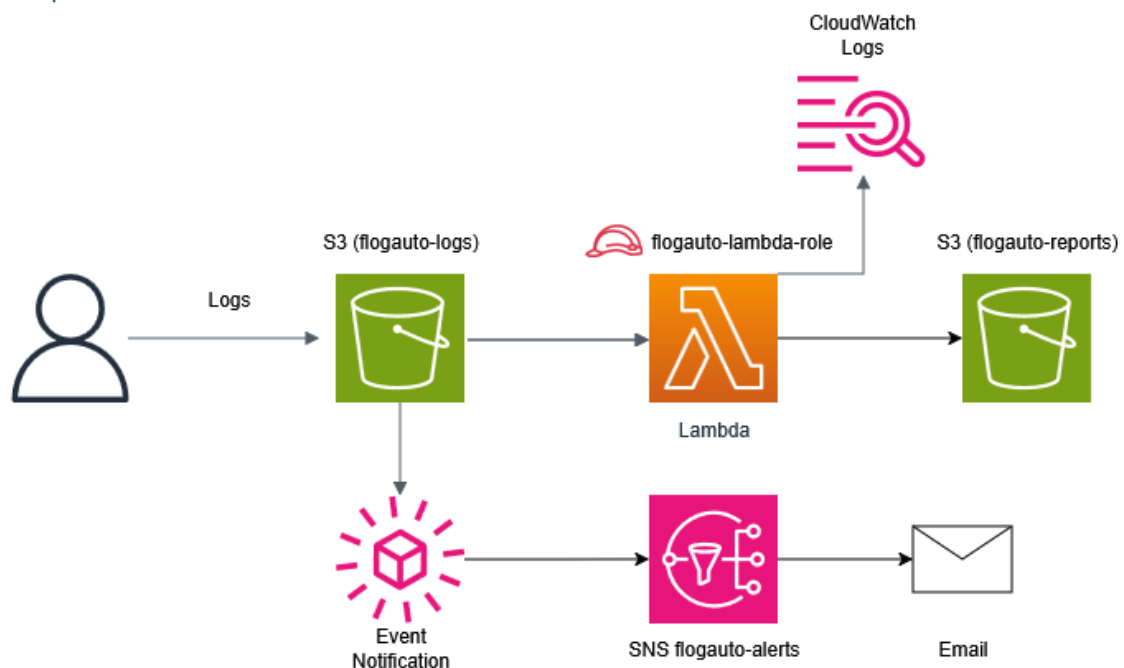 CloudWatch
Logs
S3 (flogauto-logs)
flogauto-lambda-role
S3 (flogauto-reports)
Logs
Lambda
Event
Notification
SNS flogauto-alerts
Email